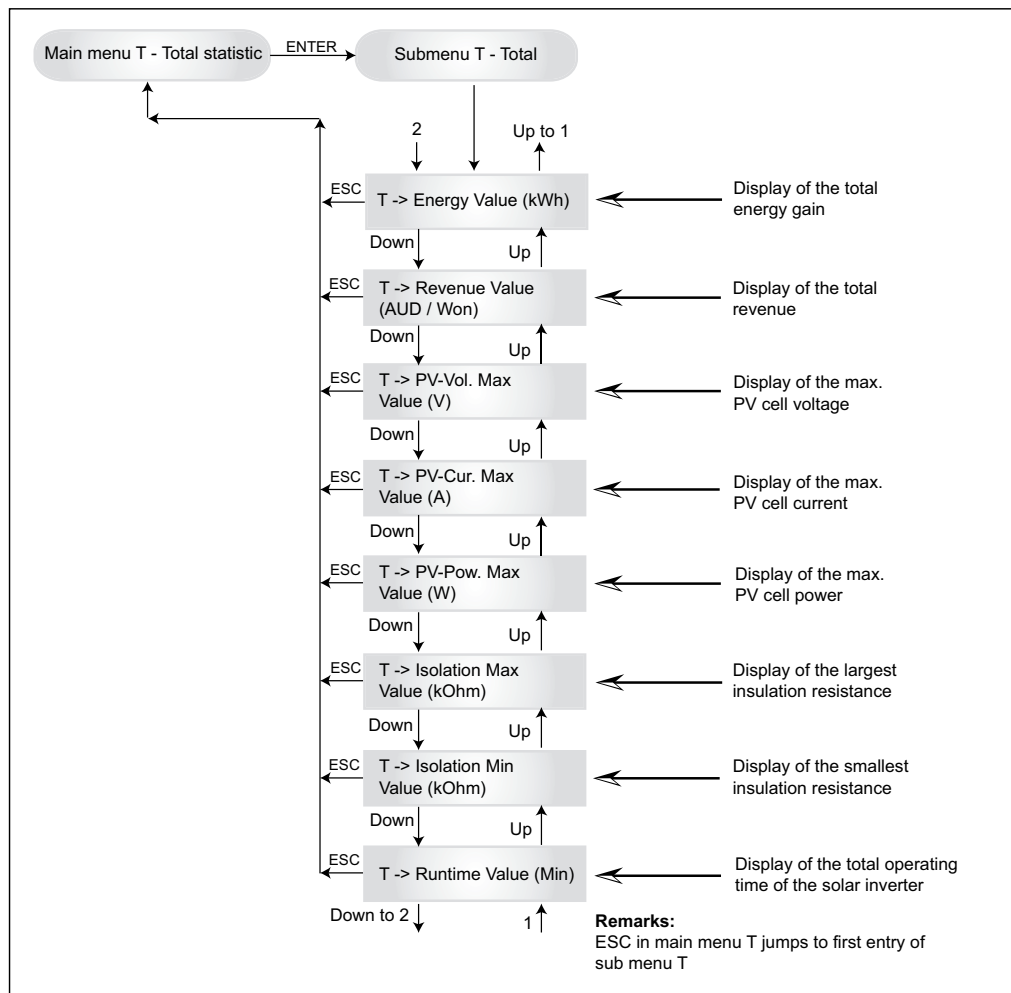 Main menu T - Total statistic
ENTER
Submenu T - Total
2
Up to 1
ESC
T -> Energy Value (kWh)
Display of the total
energy gain
Down
Up
ESC
T -> Revenue Value
(AUD / Won)
Display of the total
revenue
Down
Up
ESC
T -> PV-Vol. Max
Value (V)
Display of the max.
PV cell voltage
Down
Up
ESC
T -> PV-Cur. Max
Value (A)
Display of the max.
PV cell current
Down
Up
ESC
T -> PV-Pow. Max
Value (W)
Display of the max.
PV cell power
Down
Up
ESC
T -> Isolation Max
Value (kOhm)
Display of the largest
insulation resistance
Down
Up
ESC
T -> Isolation Min
Value (kOhm)
Display of the smallest
insulation resistance
Down
Up
ESC
T -> Runtime Value (Min)
Display of the total operating
time of the solar inverter
Down to 2
1
Remarks:
ESC in main menu T jumps to first entry of
sub menu T